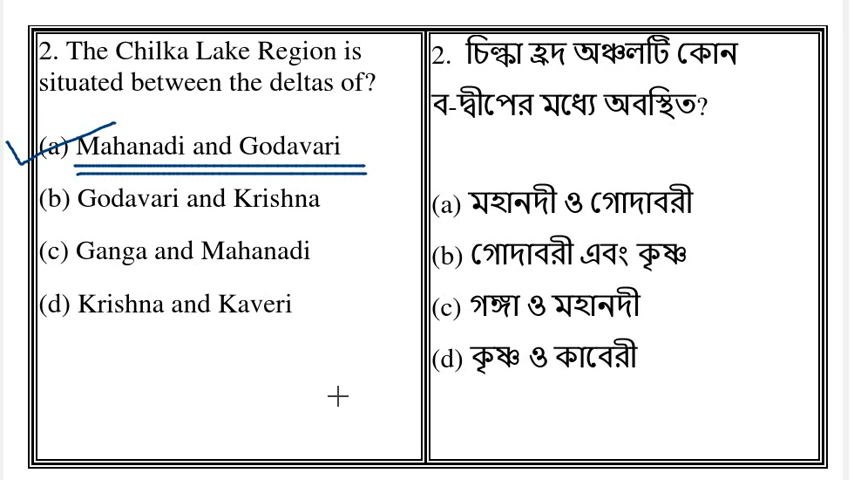 2. The Chilka Lake Region is
situated between the deltas of?
(a) Mahanadi and Godavari
(b) Godavari and Krishna
(c) Ganga and Mahanadi
(d) Krishna and Kaveri
2. চিল্কা হ্রদ অঞ্চলটি কোন
ব-দ্বীপের মধ্যে অবস্থিত?
(a) মহানদী ও গোদাবরী
(b) গোদাবরী এবং কৃষ্ণ
(c) গঙ্গা ও মহানদী
(d) কৃষ্ণ ও কাবেরী